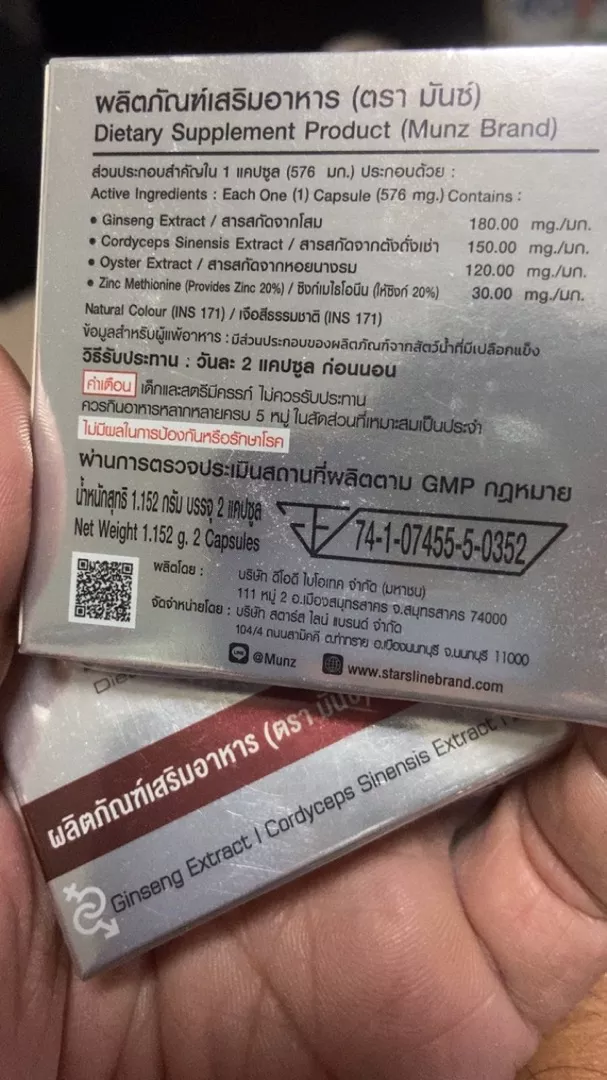 ผลิตภัณฑ์เสริมอาหาร (ตรา มันซ์)
Dietary Supplement Product (Munz Brand)
ส่วนประกอบสำคัญใน 1 แคปซูล (576 มก.) ประกอบด้วย :
Active Ingredients : Each One (1) Capsule (576 mg.) Contains :
• Ginseng Extract / สารสกัดจากโสม 180.00 mg./มก.
• Cordyceps Sinensis Extract / สารสกัดจากตังถั่งเช่า 150.00 mg./มก.
• Oyster Extract / สารสกัดจากหอยนางรม 120.00 mg./มก.
• Zinc Methionine (Provides Zinc 20%) / ซิงก์เมไธโอนีน (ให้ซิงก์ 20%) 30.00 mg./มก.
Natural Colour (INS 171) / เจือสีธรรมชาติ (INS 171)
ข้อมูลสำหรับผู้แพ้อาหาร : มีส่วนประกอบของผลิตภัณฑ์จากสัตว์น้ำที่มีเปลือกแข็ง
วิธีรับประทาน : วันละ 2 แคปซูล ก่อนนอน
คำเตือน เด็กและสตรีมีครรภ์ ไม่ควรรับประทาน
ควรกินอาหารหลากหลายครบ 5 หมู่ ในสัดส่วนที่เหมาะสมเป็นประจำ
ไม่มีผลในการป้องกันหรือรักษาโรค
ผ่านการตรวจประเมินสถานที่ผลิตตาม GMP กฎหมาย
น้ำหนักสุทธิ 1.152 กรัม บรรจุ 2 แคปซูล
Net Weight 1.152 g. 2 Capsules
74-1-07455-5-0352
ผลิตโดย : บริษัท ดีโอดี ไบโอเทค จำกัด (มหาชน)
111 หมู่ 2 อ.เมืองสมุทรสาคร จ.สมุทรสาคร 74000
จัดจำหน่ายโดย : บริษัท สตาร์ส ไลน์ แบรนด์ จำกัด
104/4 ถนนสามัคคี ต.ท่าทราย อ.เมืองนนทบุรี จ.นนทบุรี 11000
@Munz www.starslinebrand.com
ผลิตภัณฑ์เสริมอาหาร (ตรา มันซ์)
Ginseng Extract | Cordyceps Sinensis Extract |